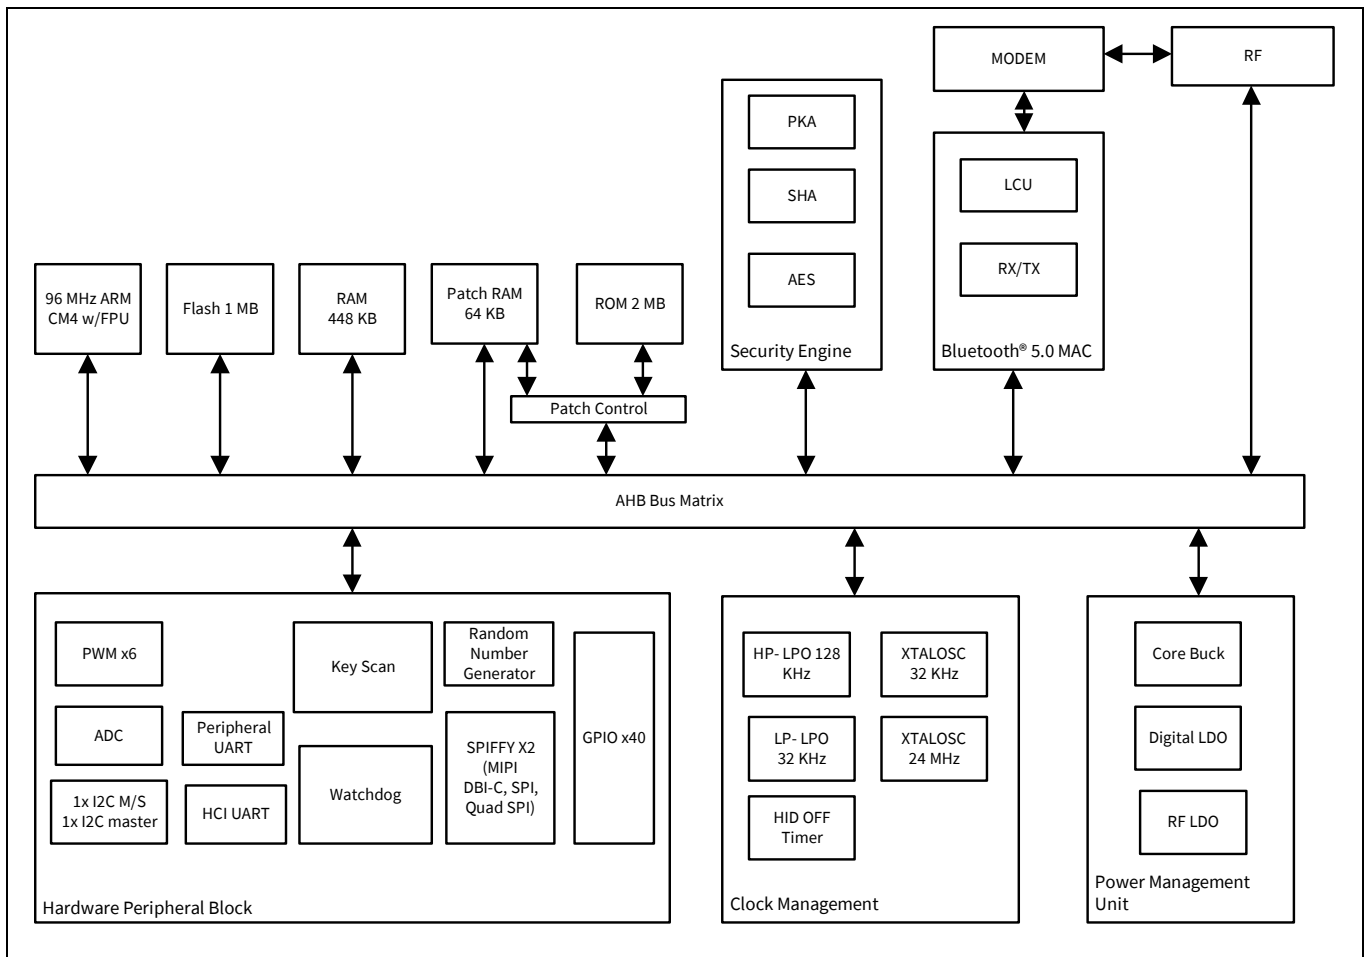 MODEM
RF
PKA
SHA
AES
Security Engine
LCU
RX/TX
Bluetooth® 5.0 MAC
96 MHz ARM
CM4 w/FPU
Flash 1 MB
RAM
448 KB
Patch RAM
64 KB
ROM 2 MB
Patch Control
AHB Bus Matrix
PWM x6
ADC
1x I2C M/S
1x I2C master
Peripheral
UART
HCI UART
Key Scan
Watchdog
Random
Number
Generator
SPIFFY X2
(MIPI
DBI-C, SPI,
Quad SPI)
GPIO x40
Hardware Peripheral Block
HP- LPO 128
KHz
XTALOSC
32 KHz
LP- LPO
32 KHz
XTALOSC
24 MHz
HID OFF
Timer
Clock Management
Core Buck
Digital LDO
RF LDO
Power Management
Unit